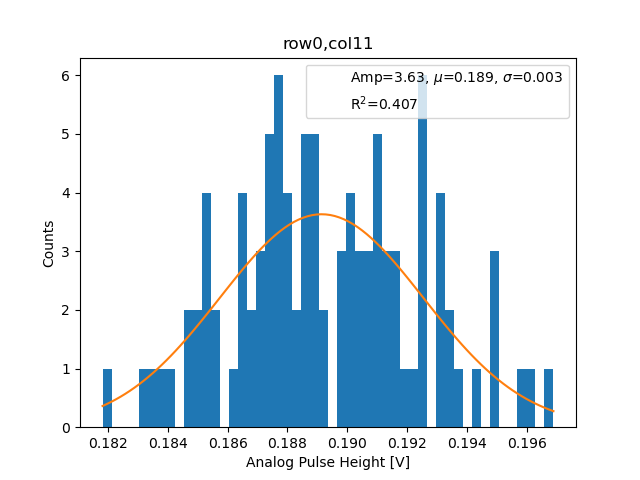 row0,col11
Amp=3.63, μ=0.189, σ=0.003
R²=0.407
6
5
4
3
2
1
0
Counts
0.182 0.184 0.186 0.188 0.190 0.192 0.194 0.196
Analog Pulse Height [V]